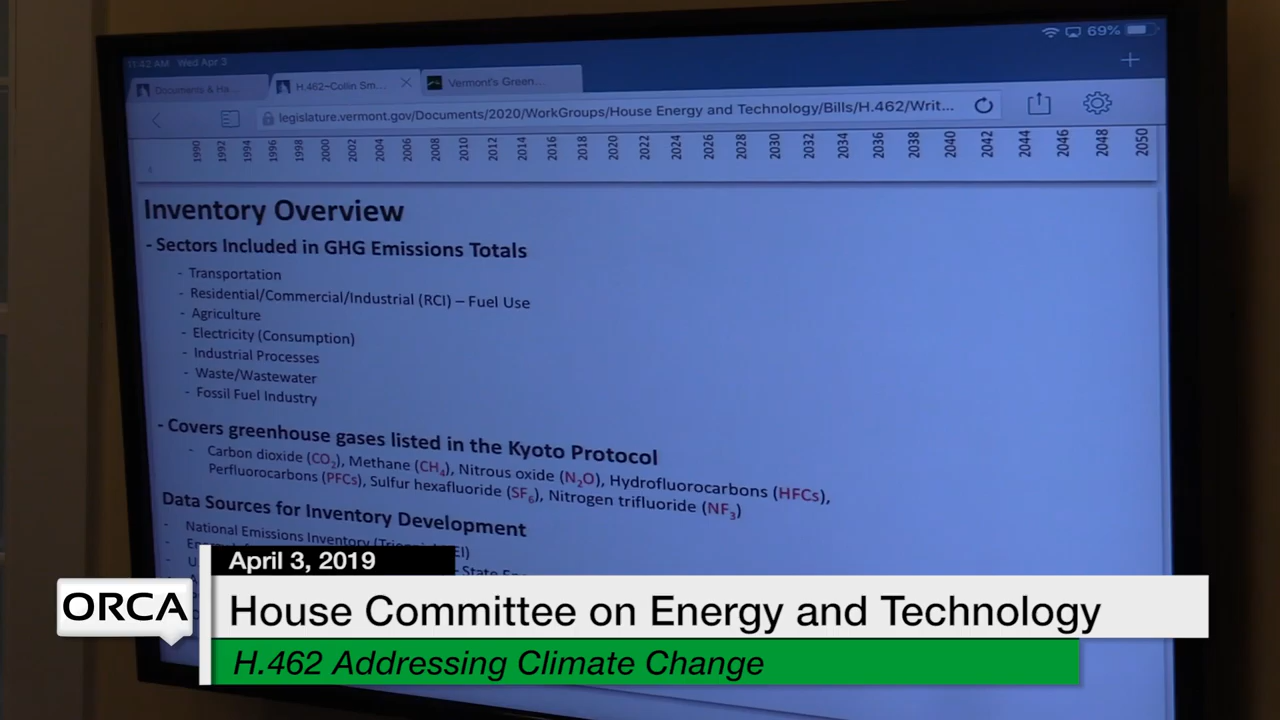 11:42 AM Wed Apr 3
69%
Documents & Ha...
H.462~Collin Sm...
Vermont's Green...
legislature.vermont.gov/Documents/2020/WorkGroups/House Energy and Technology/Bills/H.462/Writ...
1990 1992 1994 1996 1998 2000 2002 2004 2006 2008 2010 2012 2014 2016 2018 2020 2022 2024 2026 2028 2030 2032 2034 2036 2038 2040 2042 2044 2046 2048 2050
Inventory Overview
- Sectors Included in GHG Emissions Totals
- Transportation
- Residential/Commercial/Industrial (RCI) – Fuel Use
- Agriculture
- Electricity (Consumption)
- Industrial Processes
- Waste/Wastewater
- Fossil Fuel Industry
- Covers greenhouse gases listed in the Kyoto Protocol
- Carbon dioxide (CO₂), Methane (CH₄), Nitrous oxide (N₂O), Hydrofluorocarbons (HFCs),
Perfluorocarbons (PFCs), Sulfur hexafluoride (SF₆), Nitrogen trifluoride (NF₃)
Data Sources for Inventory Development
- National Emissions Inventory
April 3, 2019
ORCA
House Committee on Energy and Technology
H.462 Addressing Climate Change